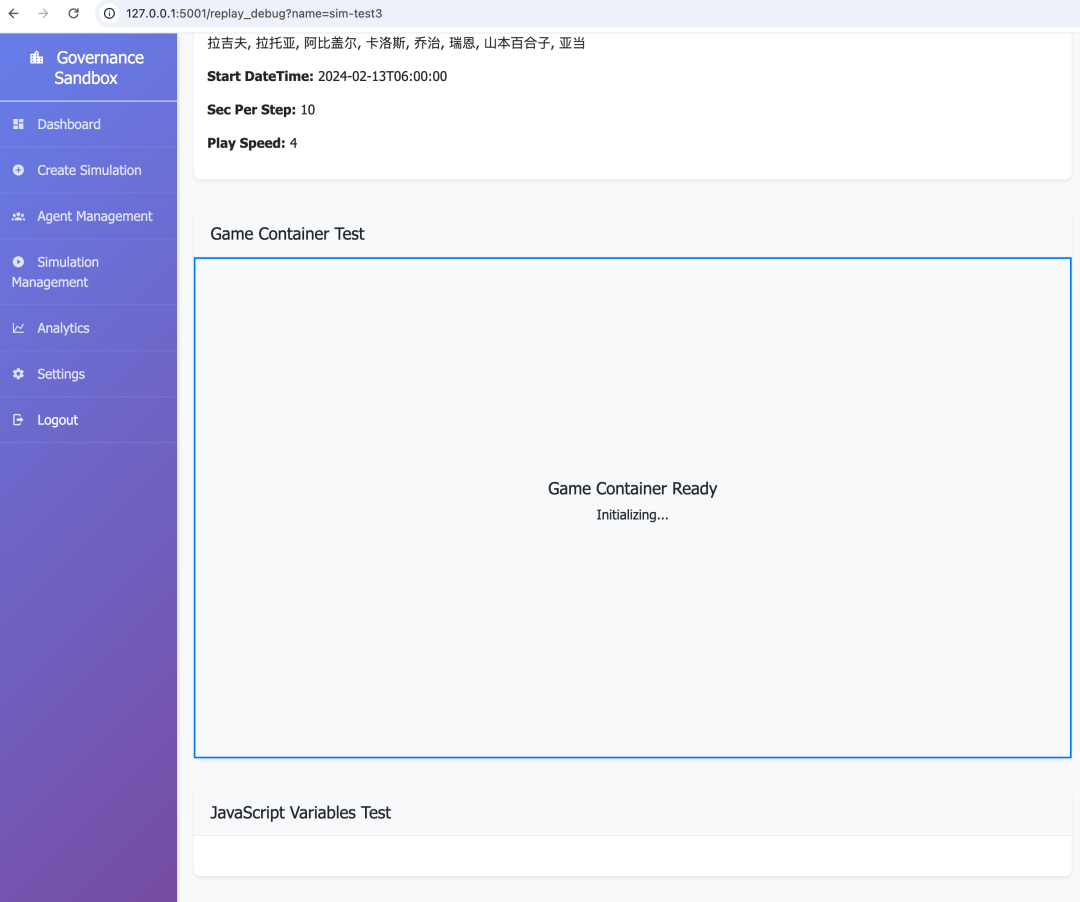 127.0.0.1:5001/replay_debug?name=sim-test3
Governance
Sandbox
Dashboard
Create Simulation
Agent Management
Simulation
Management
Analytics
Settings
Logout
拉吉夫, 拉托亚, 阿比盖尔, 卡洛斯, 乔治, 瑞恩, 山本百合子, 亚当
Start DateTime: 2024-02-13T06:00:00
Sec Per Step: 10
Play Speed: 4
Game Container Test
Game Container Ready
Initializing...
JavaScript Variables Test